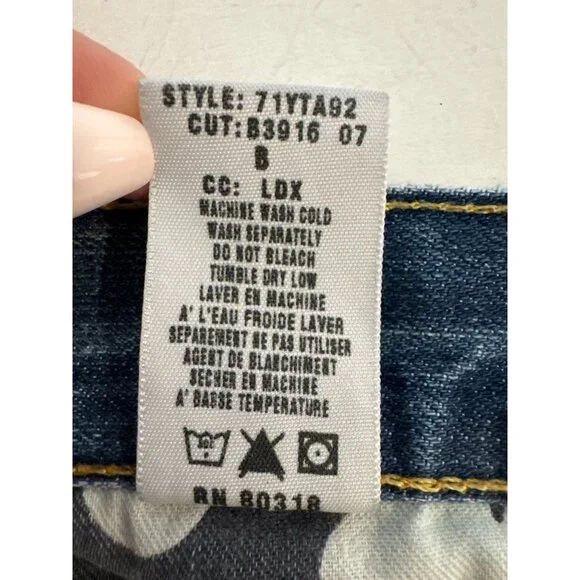 STYLE: 71YTA92
CUT: B3916 07
B
CC: LDX
MACHINE WASH COLD
WASH SEPARATELY
DO NOT BLEACH
TUMBLE DRY LOW
LAVER EN MACHINE
A' L'EAU FROIDE LAVER
SEPAREMENT NE PAS UTILISER
AGENT DE BLANCHIMENT
SECHER EN MACHINE
A' BASSE TEMPERATURE
RN 80318